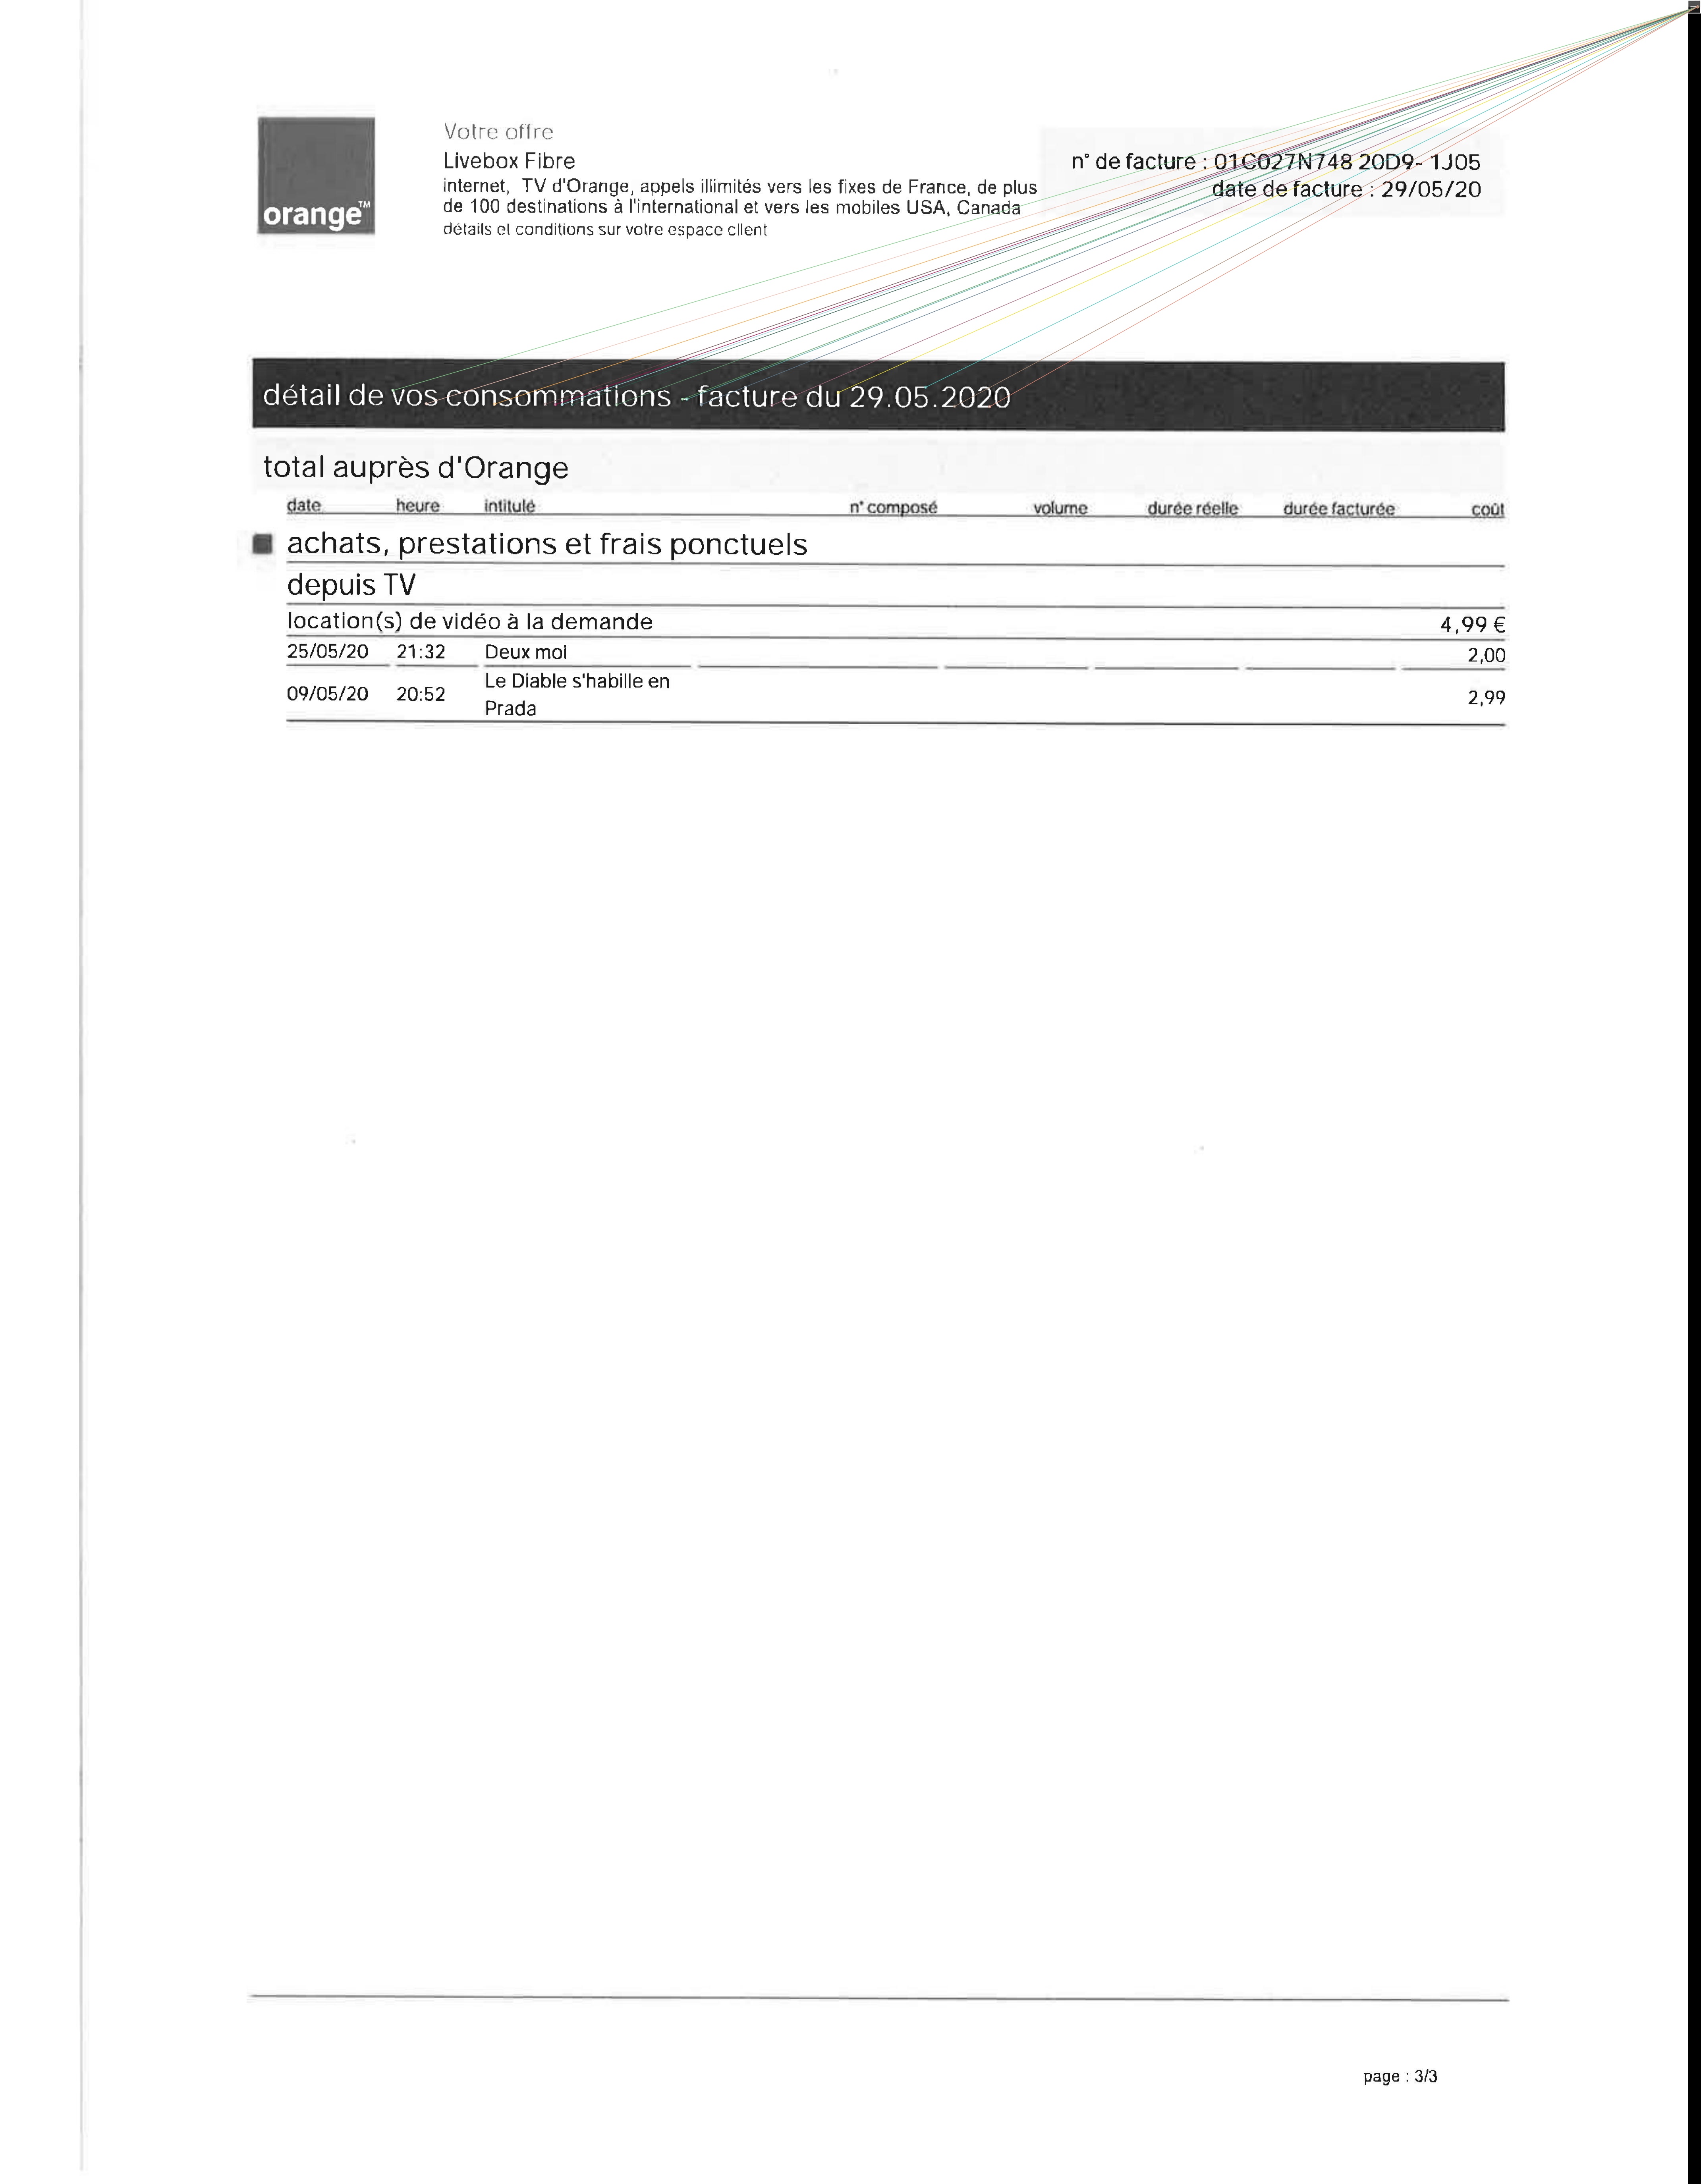 orange™
Votre offre
Livebox Fibre
internet, TV d'Orange, appels illimités vers les fixes de France, de plus
de 100 destinations à l'international et vers les mobiles USA, Canada
détails et conditions sur votre espace client
n° de facture : 01C027N748 20D9- 1J05
date de facture : 29/05/20
détail de vos consommations - facture du 29.05.2020
total auprès d'Orange
date heure intitulé n° composé volume durée réelle durée facturée coût
achats, prestations et frais ponctuels
depuis TV
location(s) de vidéo à la demande 4,99 €
25/05/20 21:32 Deux moi 2,00
09/05/20 20:52 Le Diable s'habille en
Prada 2,99
page : 3/3